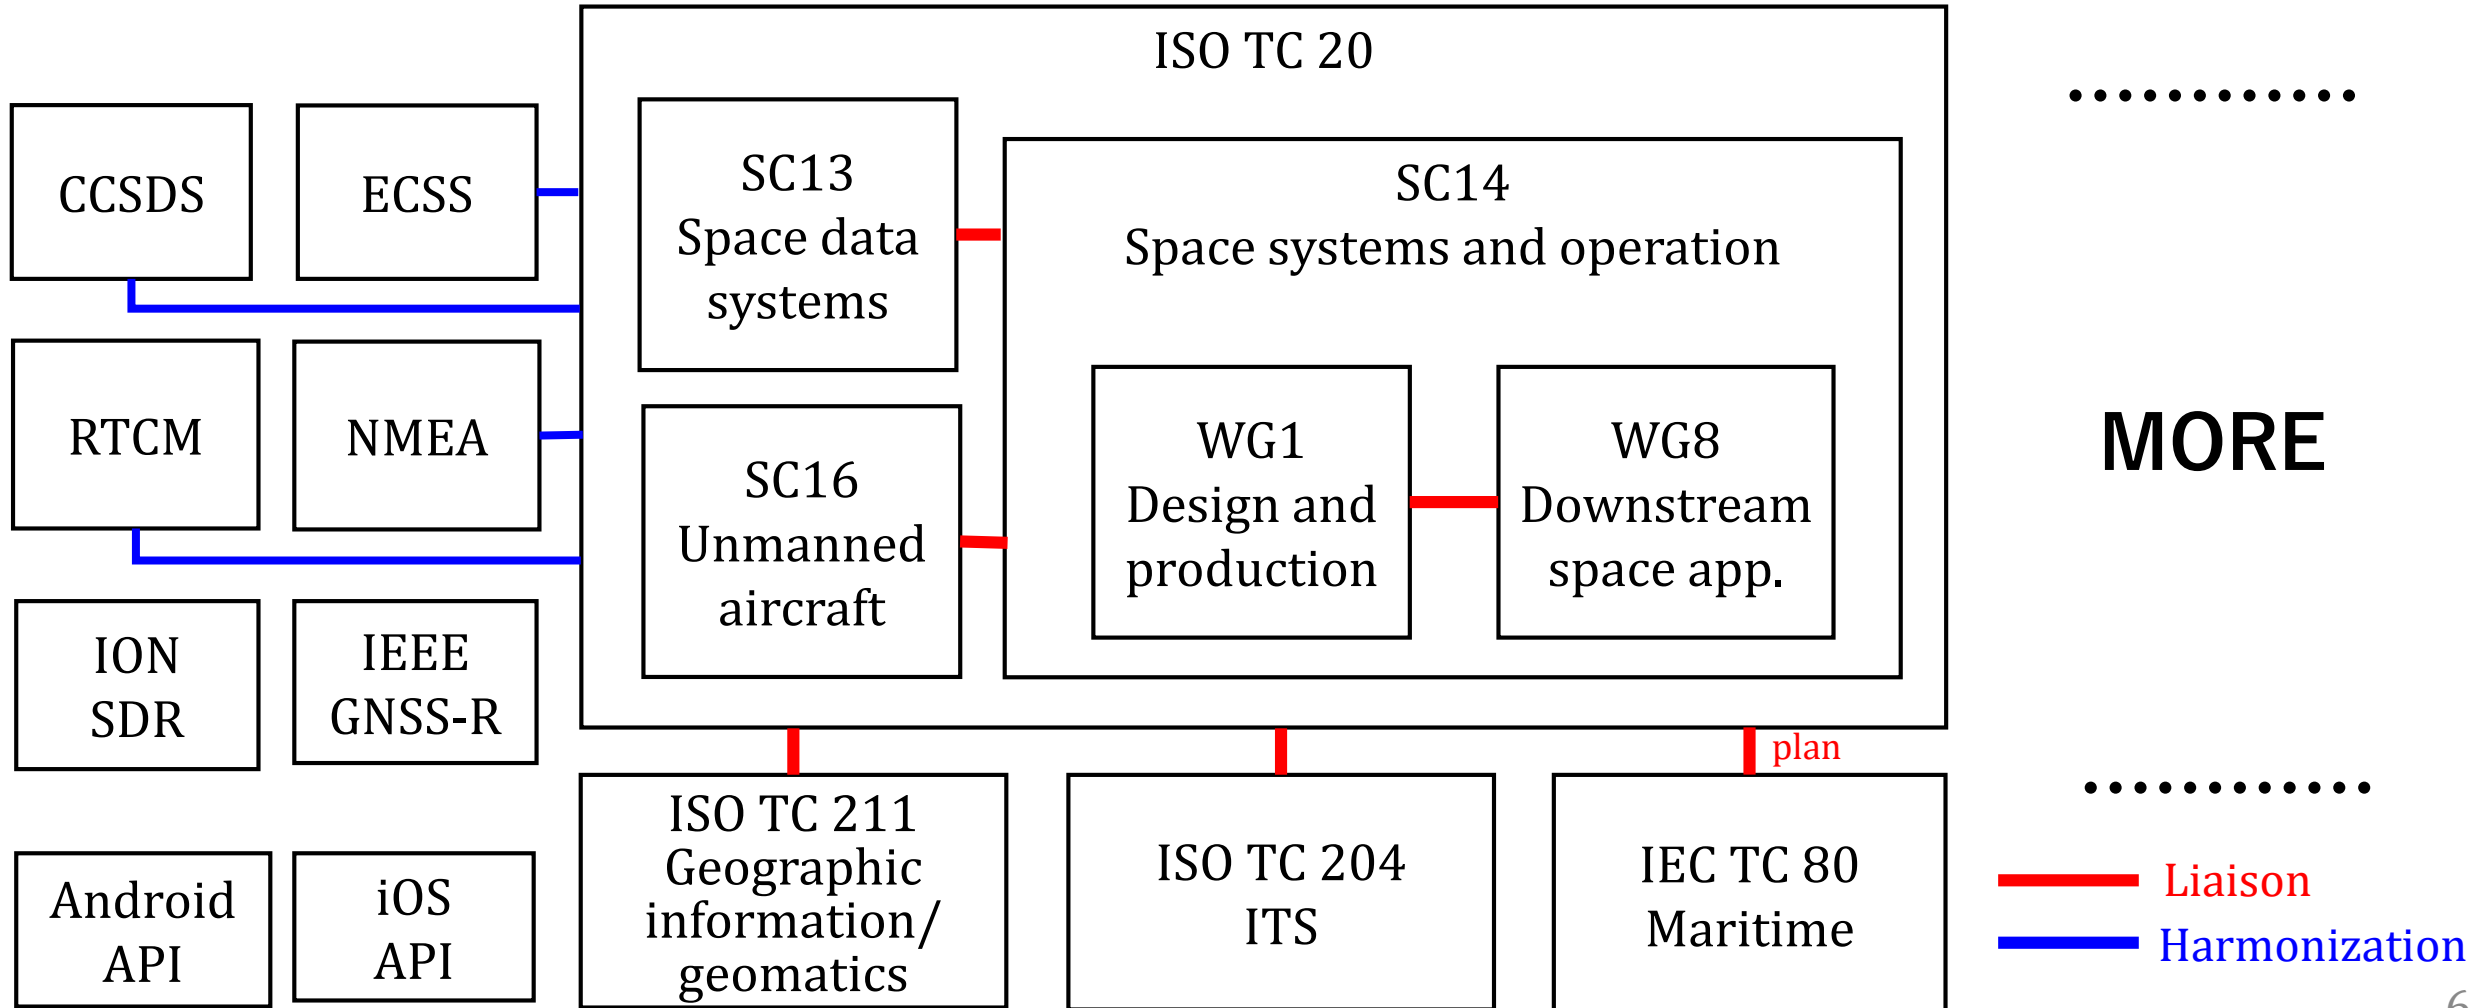 ISO TC 20
CCSDS
ECSS
SC13
Space data
systems
SC14
Space systems and operation
RTCM
NMEA
SC16
Unmanned
aircraft
WG1
Design and
production
WG8
Downstream
space app.
MORE
ION
SDR
IEEE
GNSS-R
plan
Android
API
iOS
API
ISO TC 211
Geographic
information/
geomatics
ISO TC 204
ITS
IEC TC 80
Maritime
Liaison
Harmonization